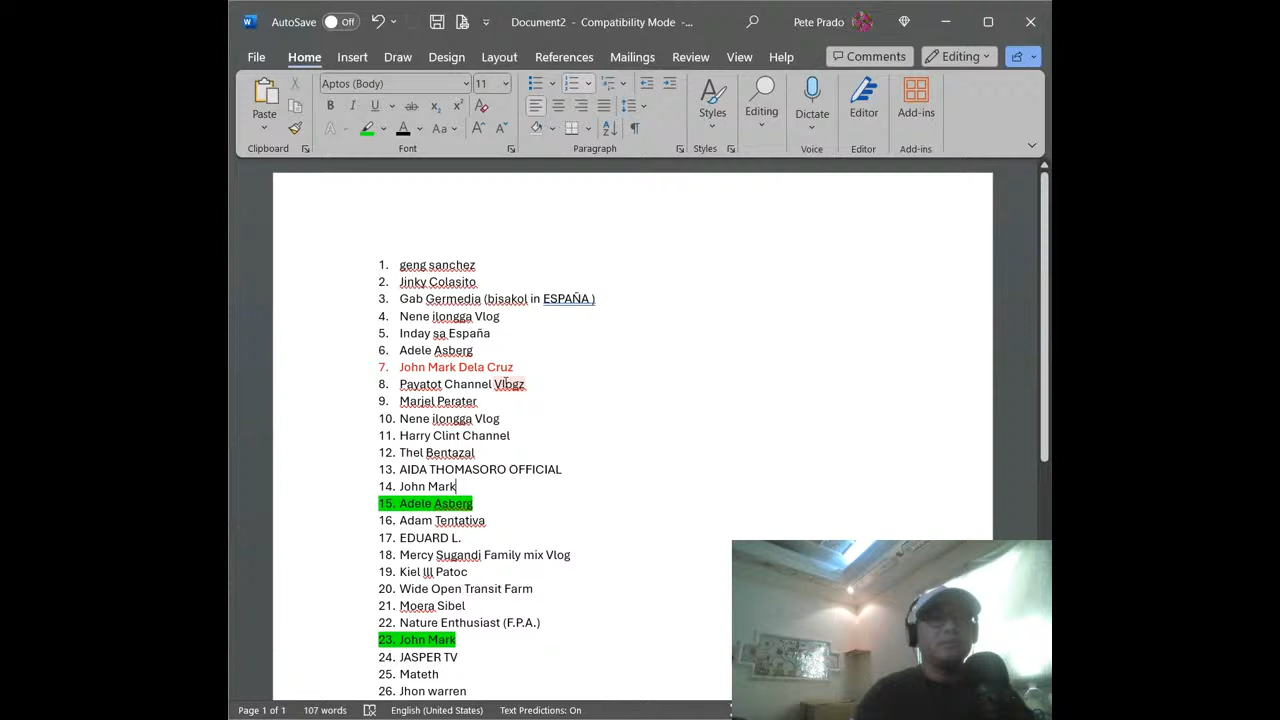 AutoSave Off Document2 - Compatibility Mode -... Pete Prado
File Home Insert Draw Design Layout References Mailings Review View Help Comments Editing
Aptos (Body) 11
Paste Styles Editing Dictate Editor Add-ins
Clipboard Font Paragraph Styles Voice Editor Add-ins
1. geng sanchez
2. Jinky Colasito
3. Gab Germedia (bisakol in ESPAÑA )
4. Nene ilongga Vlog
5. Inday sa España
6. Adele Asberg
7. John Mark Dela Cruz
8. Payatot Channel Vlogz
9. Marjel Perater
10. Nene ilongga Vlog
11. Harry Clint Channel
12. Thel Bentazal
13. AIDA THOMASORO OFFICIAL
14. John Mark
15. Adele Asberg
16. Adam Tentativa
17. EDUARD L.
18. Mercy Sugandi Family mix Vlog
19. Kiel lll Patoc
20. Wide Open Transit Farm
21. Moera Sibel
22. Nature Enthusiast (F.P.A.)
23. John Mark
24. JASPER TV
25. Mateth
26. Jhon warren
Page 1 of 1 107 words English (United States) Text Predictions: On